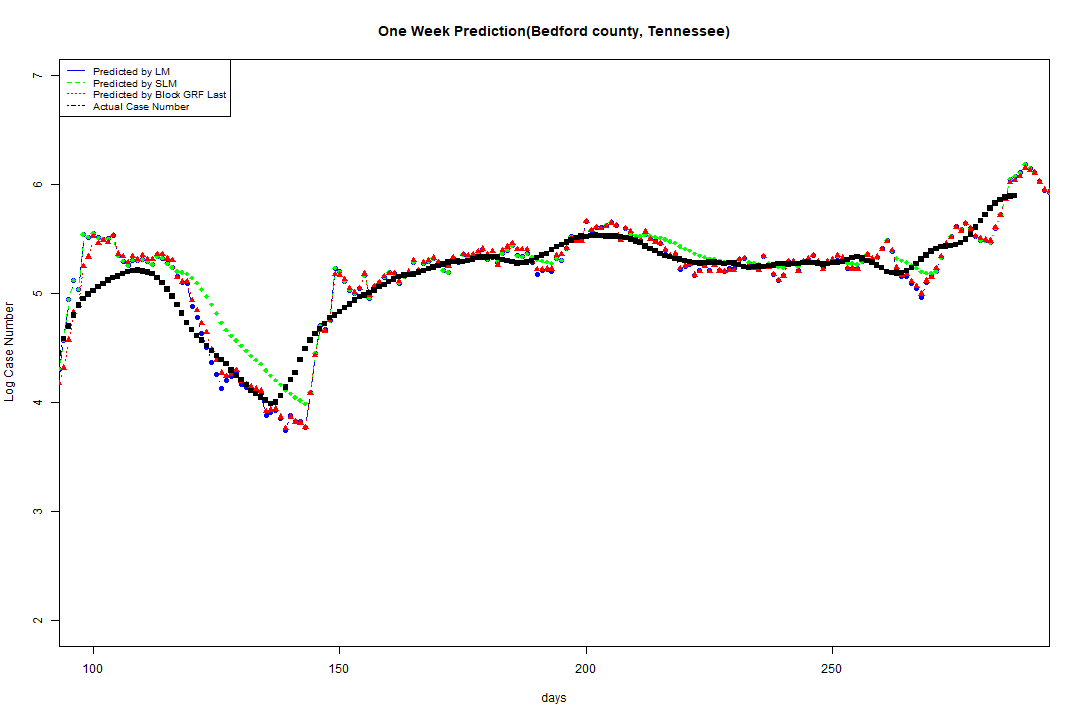 One Week Prediction(Bedford county, Tennessee)
Predicted by LM
Predicted by SLM
Predicted by Block GRF Last
Actual Case Number
7
6
5
4
3
2
Log Case Number
100
150
200
250
days